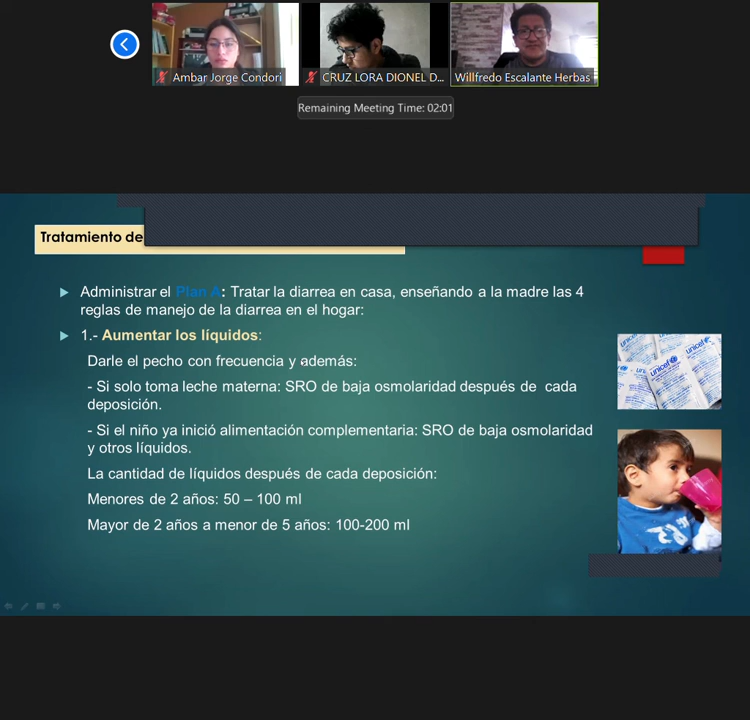 Ambar Jorge Condori
CRUZ LORA DIONEL D...
Willfredo Escalante Herbas
Remaining Meeting Time: 02:01
Tratamiento de
Administrar el Plan A: Tratar la diarrea en casa, enseñando a la madre las 4
reglas de manejo de la diarrea en el hogar:
1.- Aumentar los líquidos:
Darle el pecho con frecuencia y además:
- Si solo toma leche materna: SRO de baja osmolaridad después de cada
deposición.
- Si el niño ya inició alimentación complementaria: SRO de baja osmolaridad
y otros líquidos.
La cantidad de líquidos después de cada deposición:
Menores de 2 años: 50 – 100 ml
Mayor de 2 años a menor de 5 años: 100-200 ml
unicef
unicef
unicef